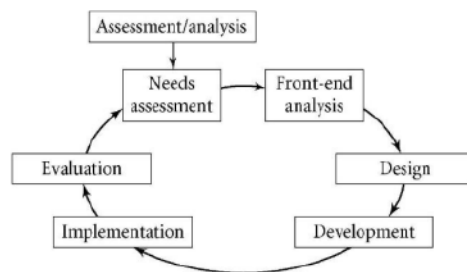 Assessment/analysis
Needs
assessment
Front-end
analysis
Evaluation
Design
Implementation
Development